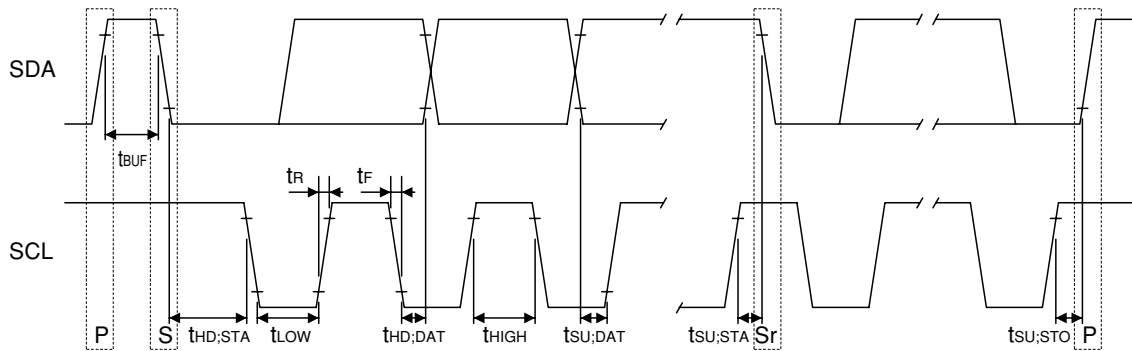 SDA
tBUF
tR tF
SCL
P S tHD;STA tLOW tHD;DAT tHIGH tSU;DAT tSU;STA Sr tSU;STO P